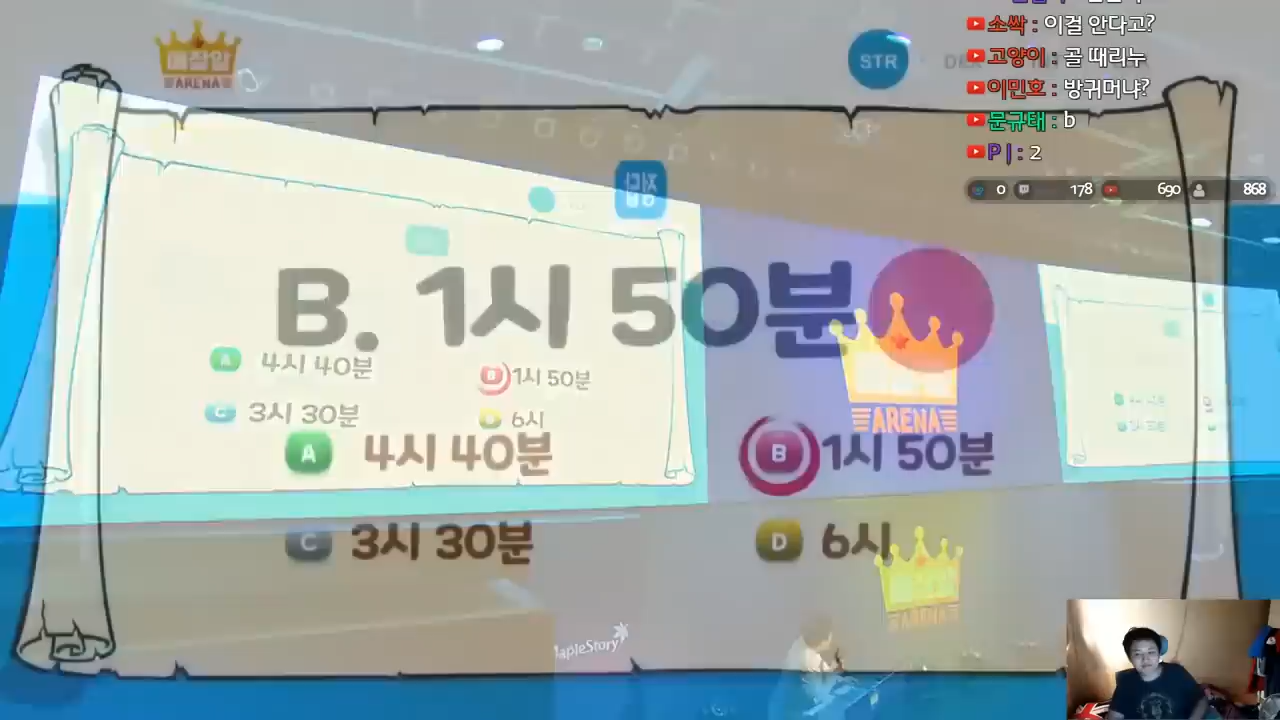 소싹 : 이걸 안다고?
고양이 : 골 때리누
이민호 : 방귀머냐?
문규태 : b
P | : 2
0 178 690 868
ARENA
STR
B. 1시 50분
A 4시 40분
B 1시 50분
C 3시 30분
D 6시
ARENA
A 4시 40분
B 1시 50분
C 3시 30분
D 6시
ARENA
MapleStory